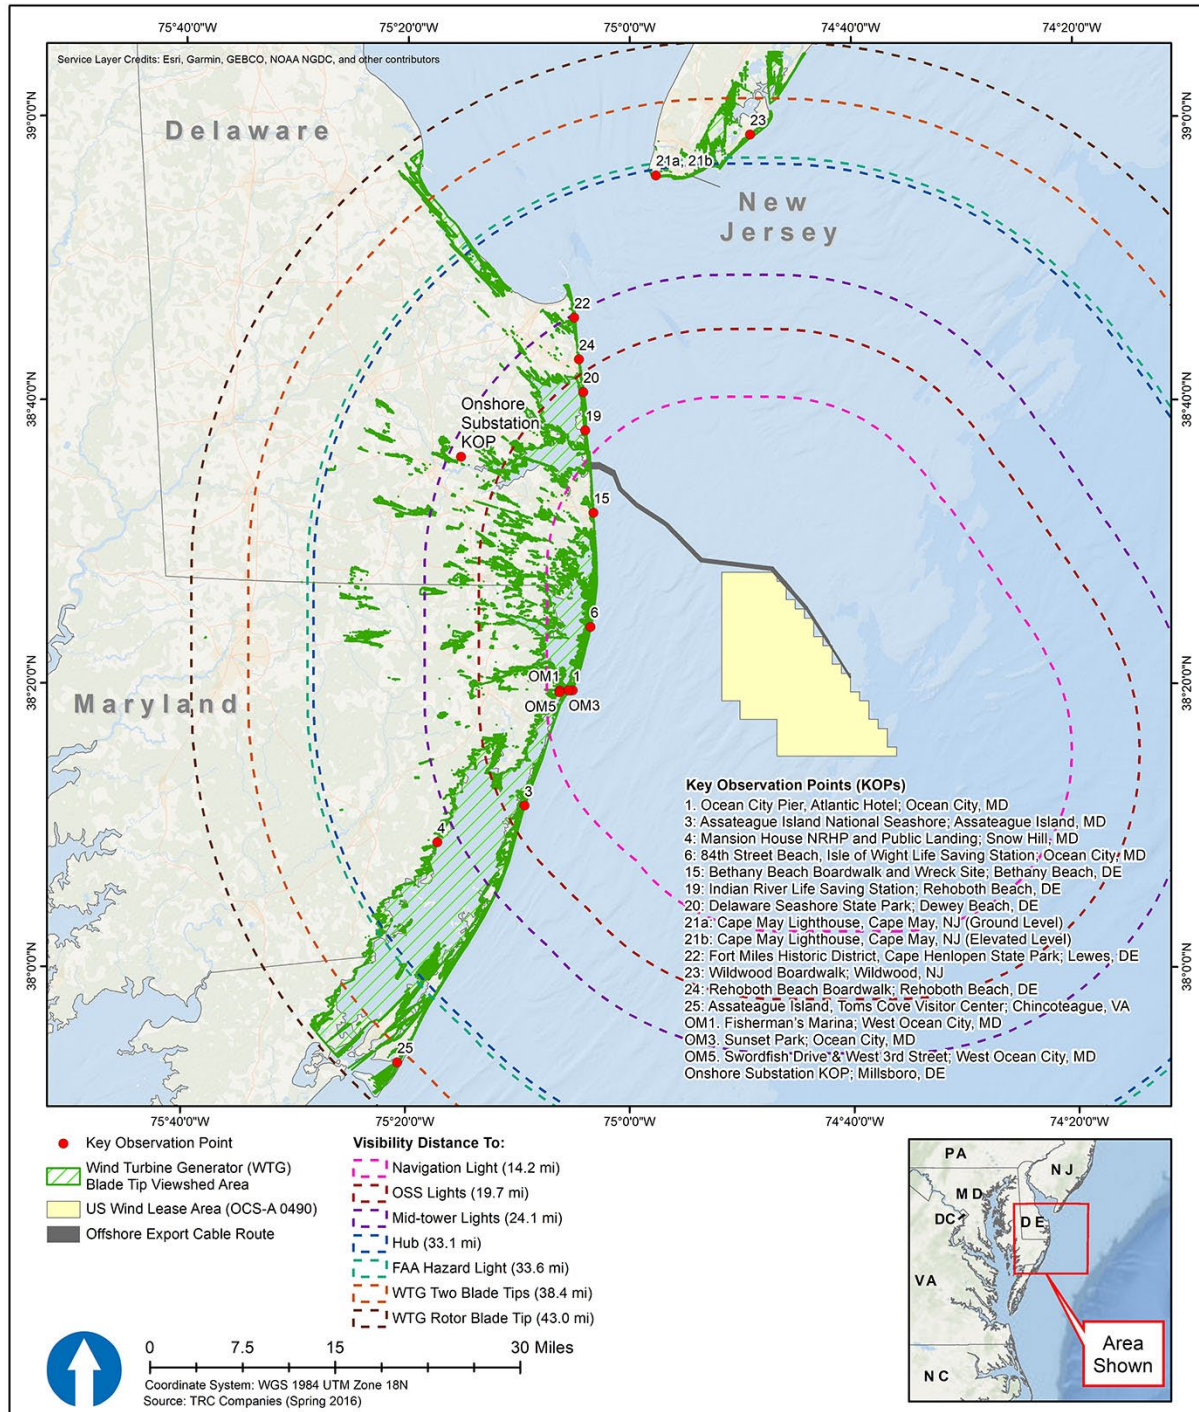 75°40'0"W 75°20'0"W 75°0'0"W 74°40'0"W 74°20'0"W
Service Layer Credits: Esri, Garmin, GEBCO, NOAA NGDC, and other contributors
39°0'0"N
39°0'0"N
Delaware
23
21a; 21b
New
Jersey
22
24
20
38°40'0"N
38°40'0"N
Onshore
Substation
KOP
19
15
6
OM1 1
38°20'0"N
38°20'0"N
OM5 OM3
Maryland
3
4
Key Observation Points (KOPs)
1. Ocean City Pier, Atlantic Hotel; Ocean City, MD
3: Assateague Island National Seashore; Assateague Island, MD
4: Mansion House NRHP and Public Landing; Snow Hill, MD
6: 84th Street Beach, Isle of Wight Life Saving Station; Ocean City, MD
15: Bethany Beach Boardwalk and Wreck Site; Bethany Beach, DE
19: Indian River Life Saving Station; Rehoboth Beach, DE
20: Delaware Seashore State Park; Dewey Beach, DE
21a: Cape May Lighthouse, Cape May, NJ (Ground Level)
21b: Cape May Lighthouse, Cape May, NJ (Elevated Level)
22: Fort Miles Historic District, Cape Henlopen State Park; Lewes, DE
23: Wildwood Boardwalk; Wildwood, NJ
24: Rehoboth Beach Boardwalk; Rehoboth Beach, DE
25: Assateague Island, Toms Cove Visitor Center; Chincoteague, VA
OM1. Fisherman's Marina; West Ocean City, MD
OM3. Sunset Park; Ocean City, MD
OM5. Swordfish Drive & West 3rd Street; West Ocean City, MD
Onshore Substation KOP; Millsboro, DE
38°0'0"N
38°0'0"N
25
75°40'0"W 75°20'0"W 75°0'0"W 74°40'0"W 74°20'0"W
Key Observation Point
Wind Turbine Generator (WTG)
Blade Tip Viewshed Area
US Wind Lease Area (OCS-A 0490)
Offshore Export Cable Route
Visibility Distance To:
Navigation Light (14.2 mi)
OSS Lights (19.7 mi)
Mid-tower Lights (24.1 mi)
Hub (33.1 mi)
FAA Hazard Light (33.6 mi)
WTG Two Blade Tips (38.4 mi)
WTG Rotor Blade Tip (43.0 mi)
0 7.5 15 30 Miles
Coordinate System: WGS 1984 UTM Zone 18N
Source: TRC Companies (Spring 2016)
PA
NJ
MD
DC
DE
VA
NC
Area
Shown